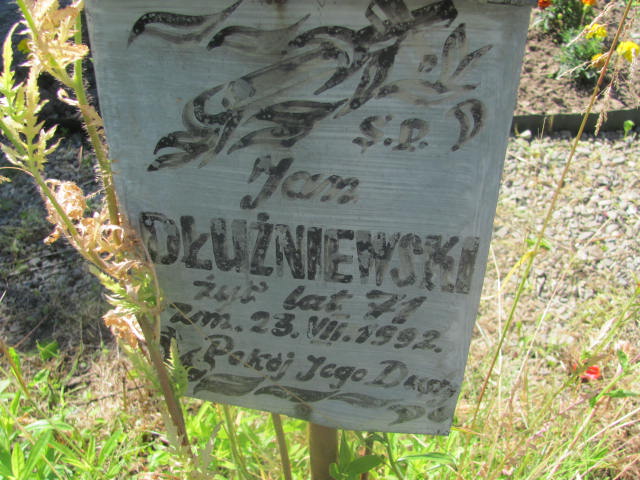 Ś.P.
Jan
DŁUŻNIEWSKI
żył lat 71
zm. 23.VII.1992.
Pokój Jego Duszy